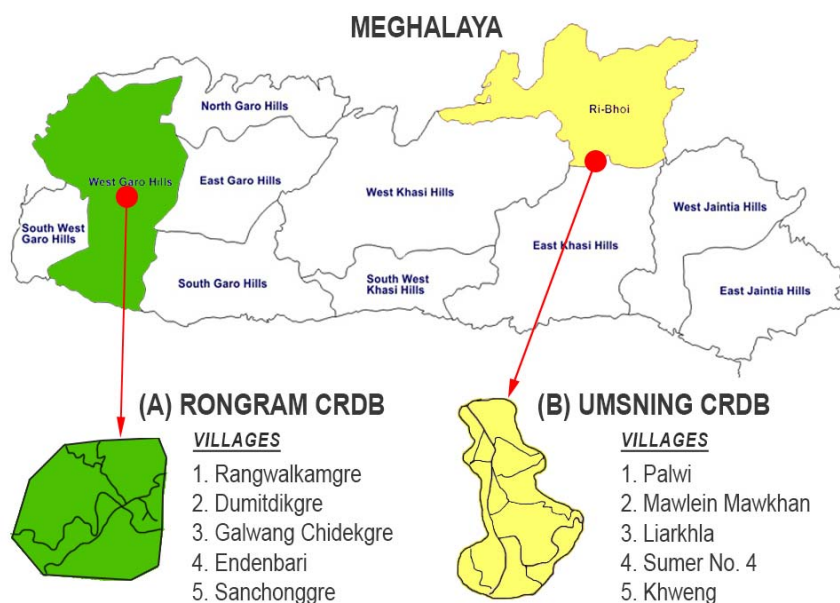 MEGHALAYA
North Garo Hills
Ri-Bhoi
West Garo Hills
East Garo Hills
West Khasi Hills
South West
Garo Hills
West Jaintia Hills
East Khasi Hills
South Garo Hills
South West
Khasi Hills
East Jaintia Hills
(A) RONGRAM CRDB
VILLAGES
1. Rangwalkamgre
2. Dumitdikgre
3. Galwang Chidekgre
4. Endenbari
5. Sanchonggre
(B) UMSNING CRDB
VILLAGES
1. Palwi
2. Mawlein Mawkhan
3. Liarkhla
4. Sumer No. 4
5. Khweng